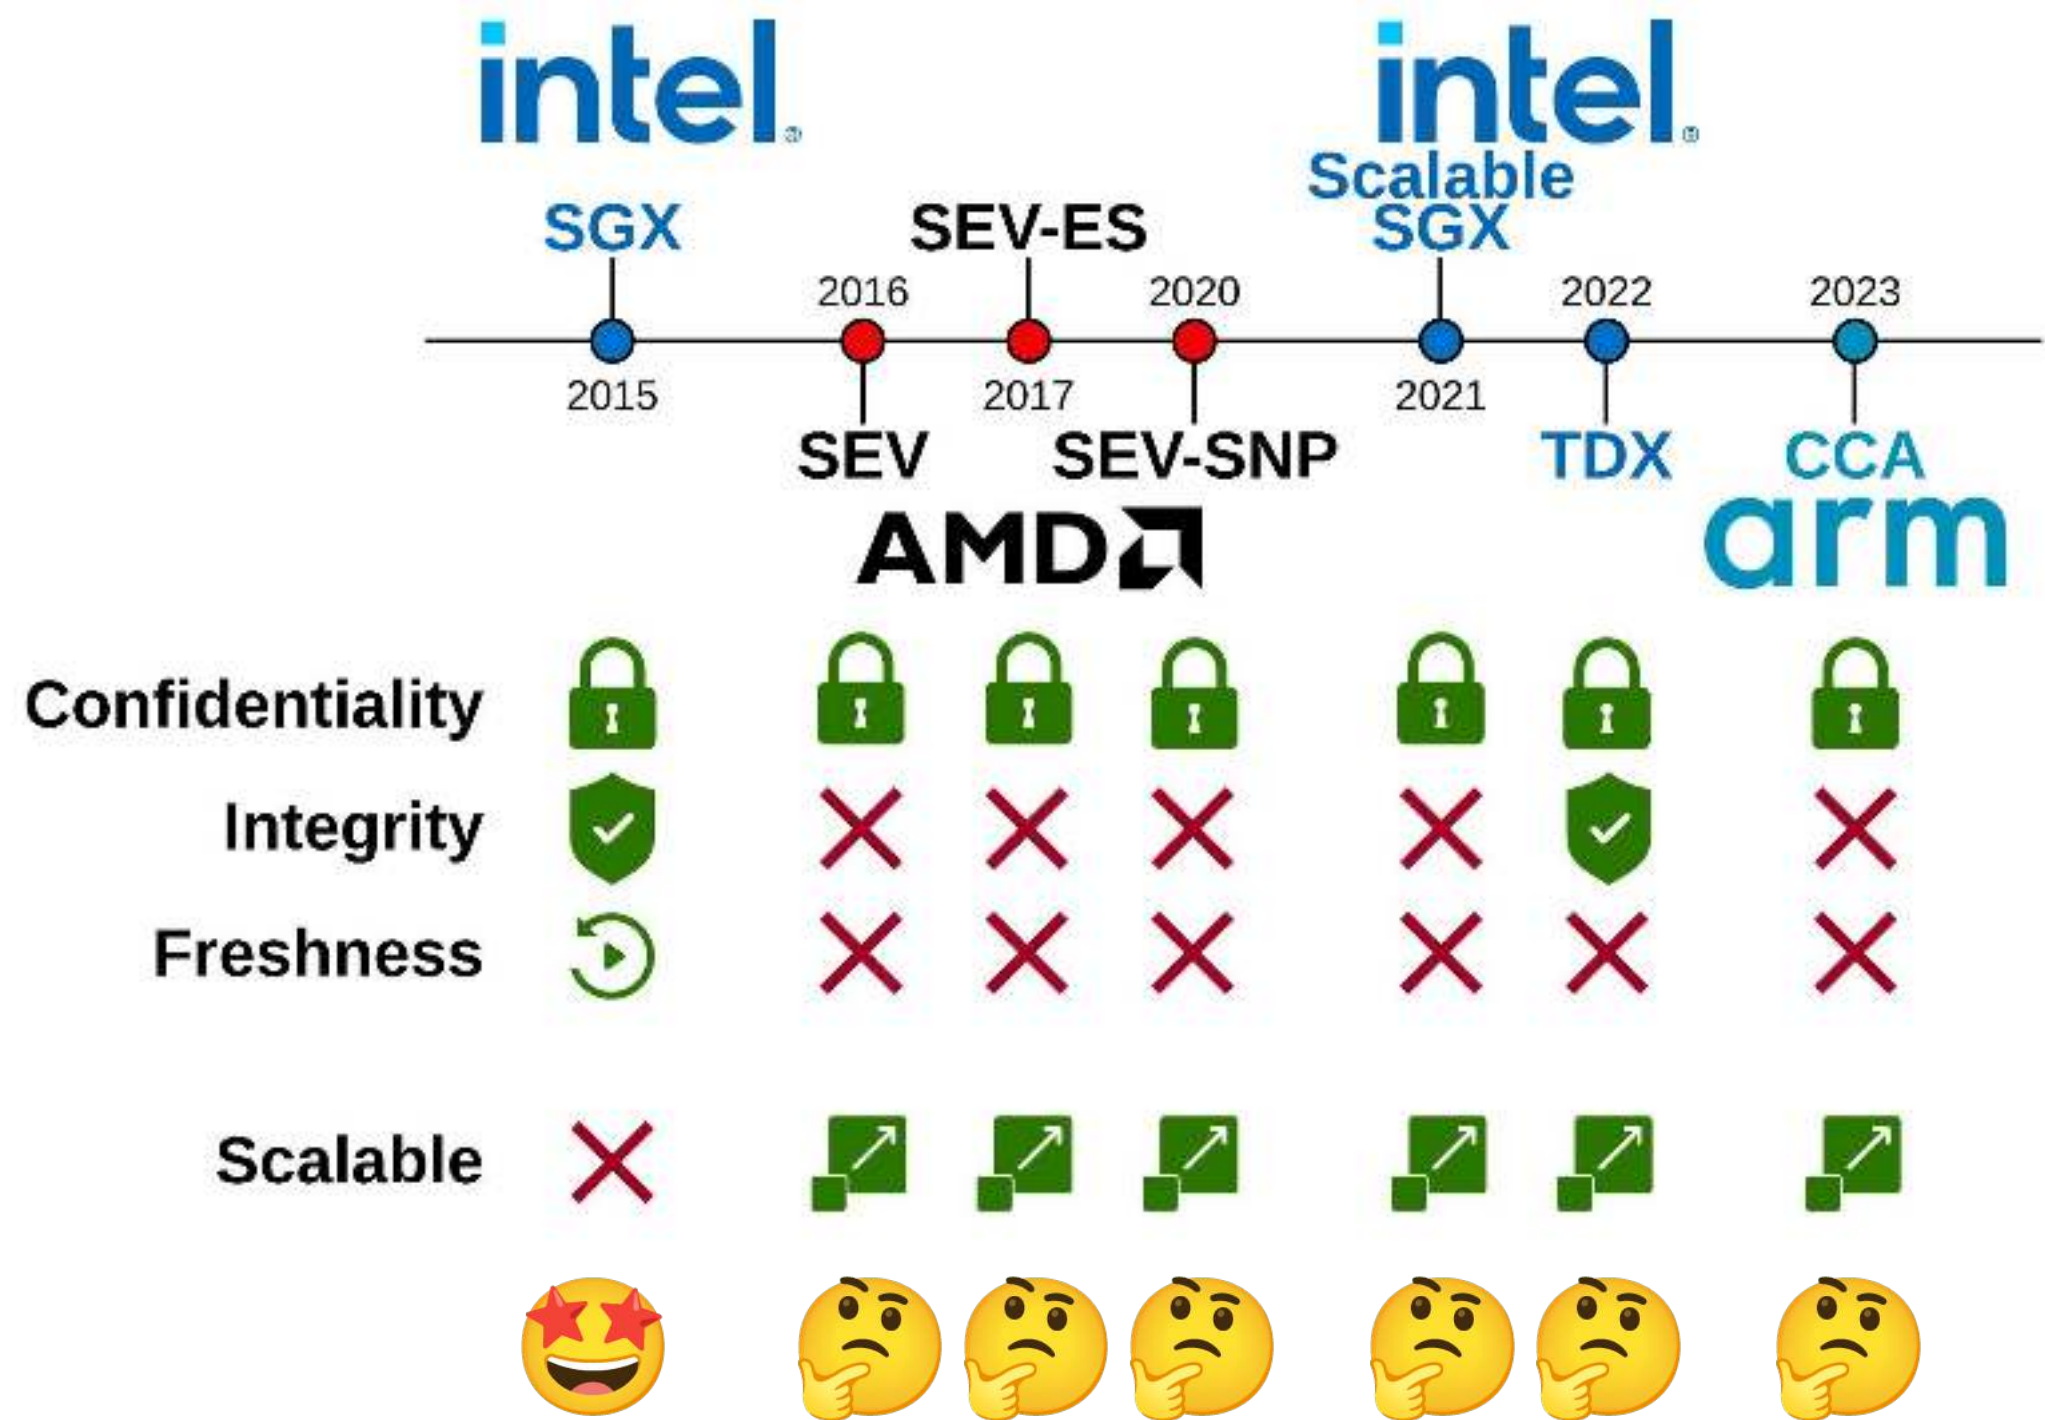 intel®
intel®
Scalable
SGX
SEV-ES
SGX
2016
2020
2022
2023
2015
2017
2021
SEV
SEV-SNP
TDX
CCA
AMD
arm
Confidentiality
Integrity
Freshness
Scalable